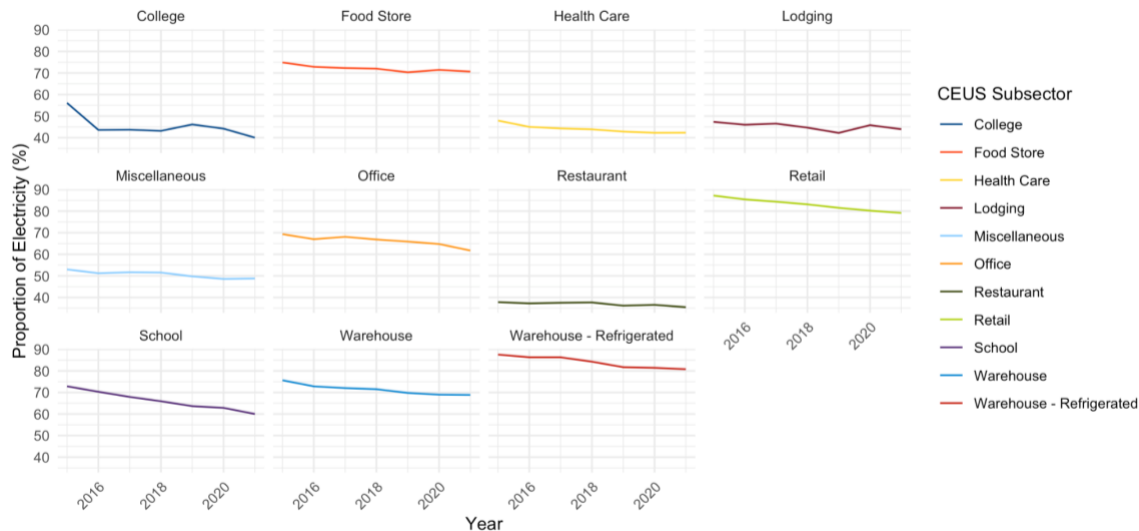 College
Food Store
Health Care
Lodging
90
80
70
60
50
40
Miscellaneous
Office
Restaurant
Retail
90
80
70
60
50
40
2016
2018
2020
School
Warehouse
Warehouse - Refrigerated
90
80
70
60
50
40
2016
2018
2020
2016
2018
2020
2016
2018
2020
Proportion of Electricity (%)
Year
CEUS Subsector
College
Food Store
Health Care
Lodging
Miscellaneous
Office
Restaurant
Retail
School
Warehouse
Warehouse - Refrigerated